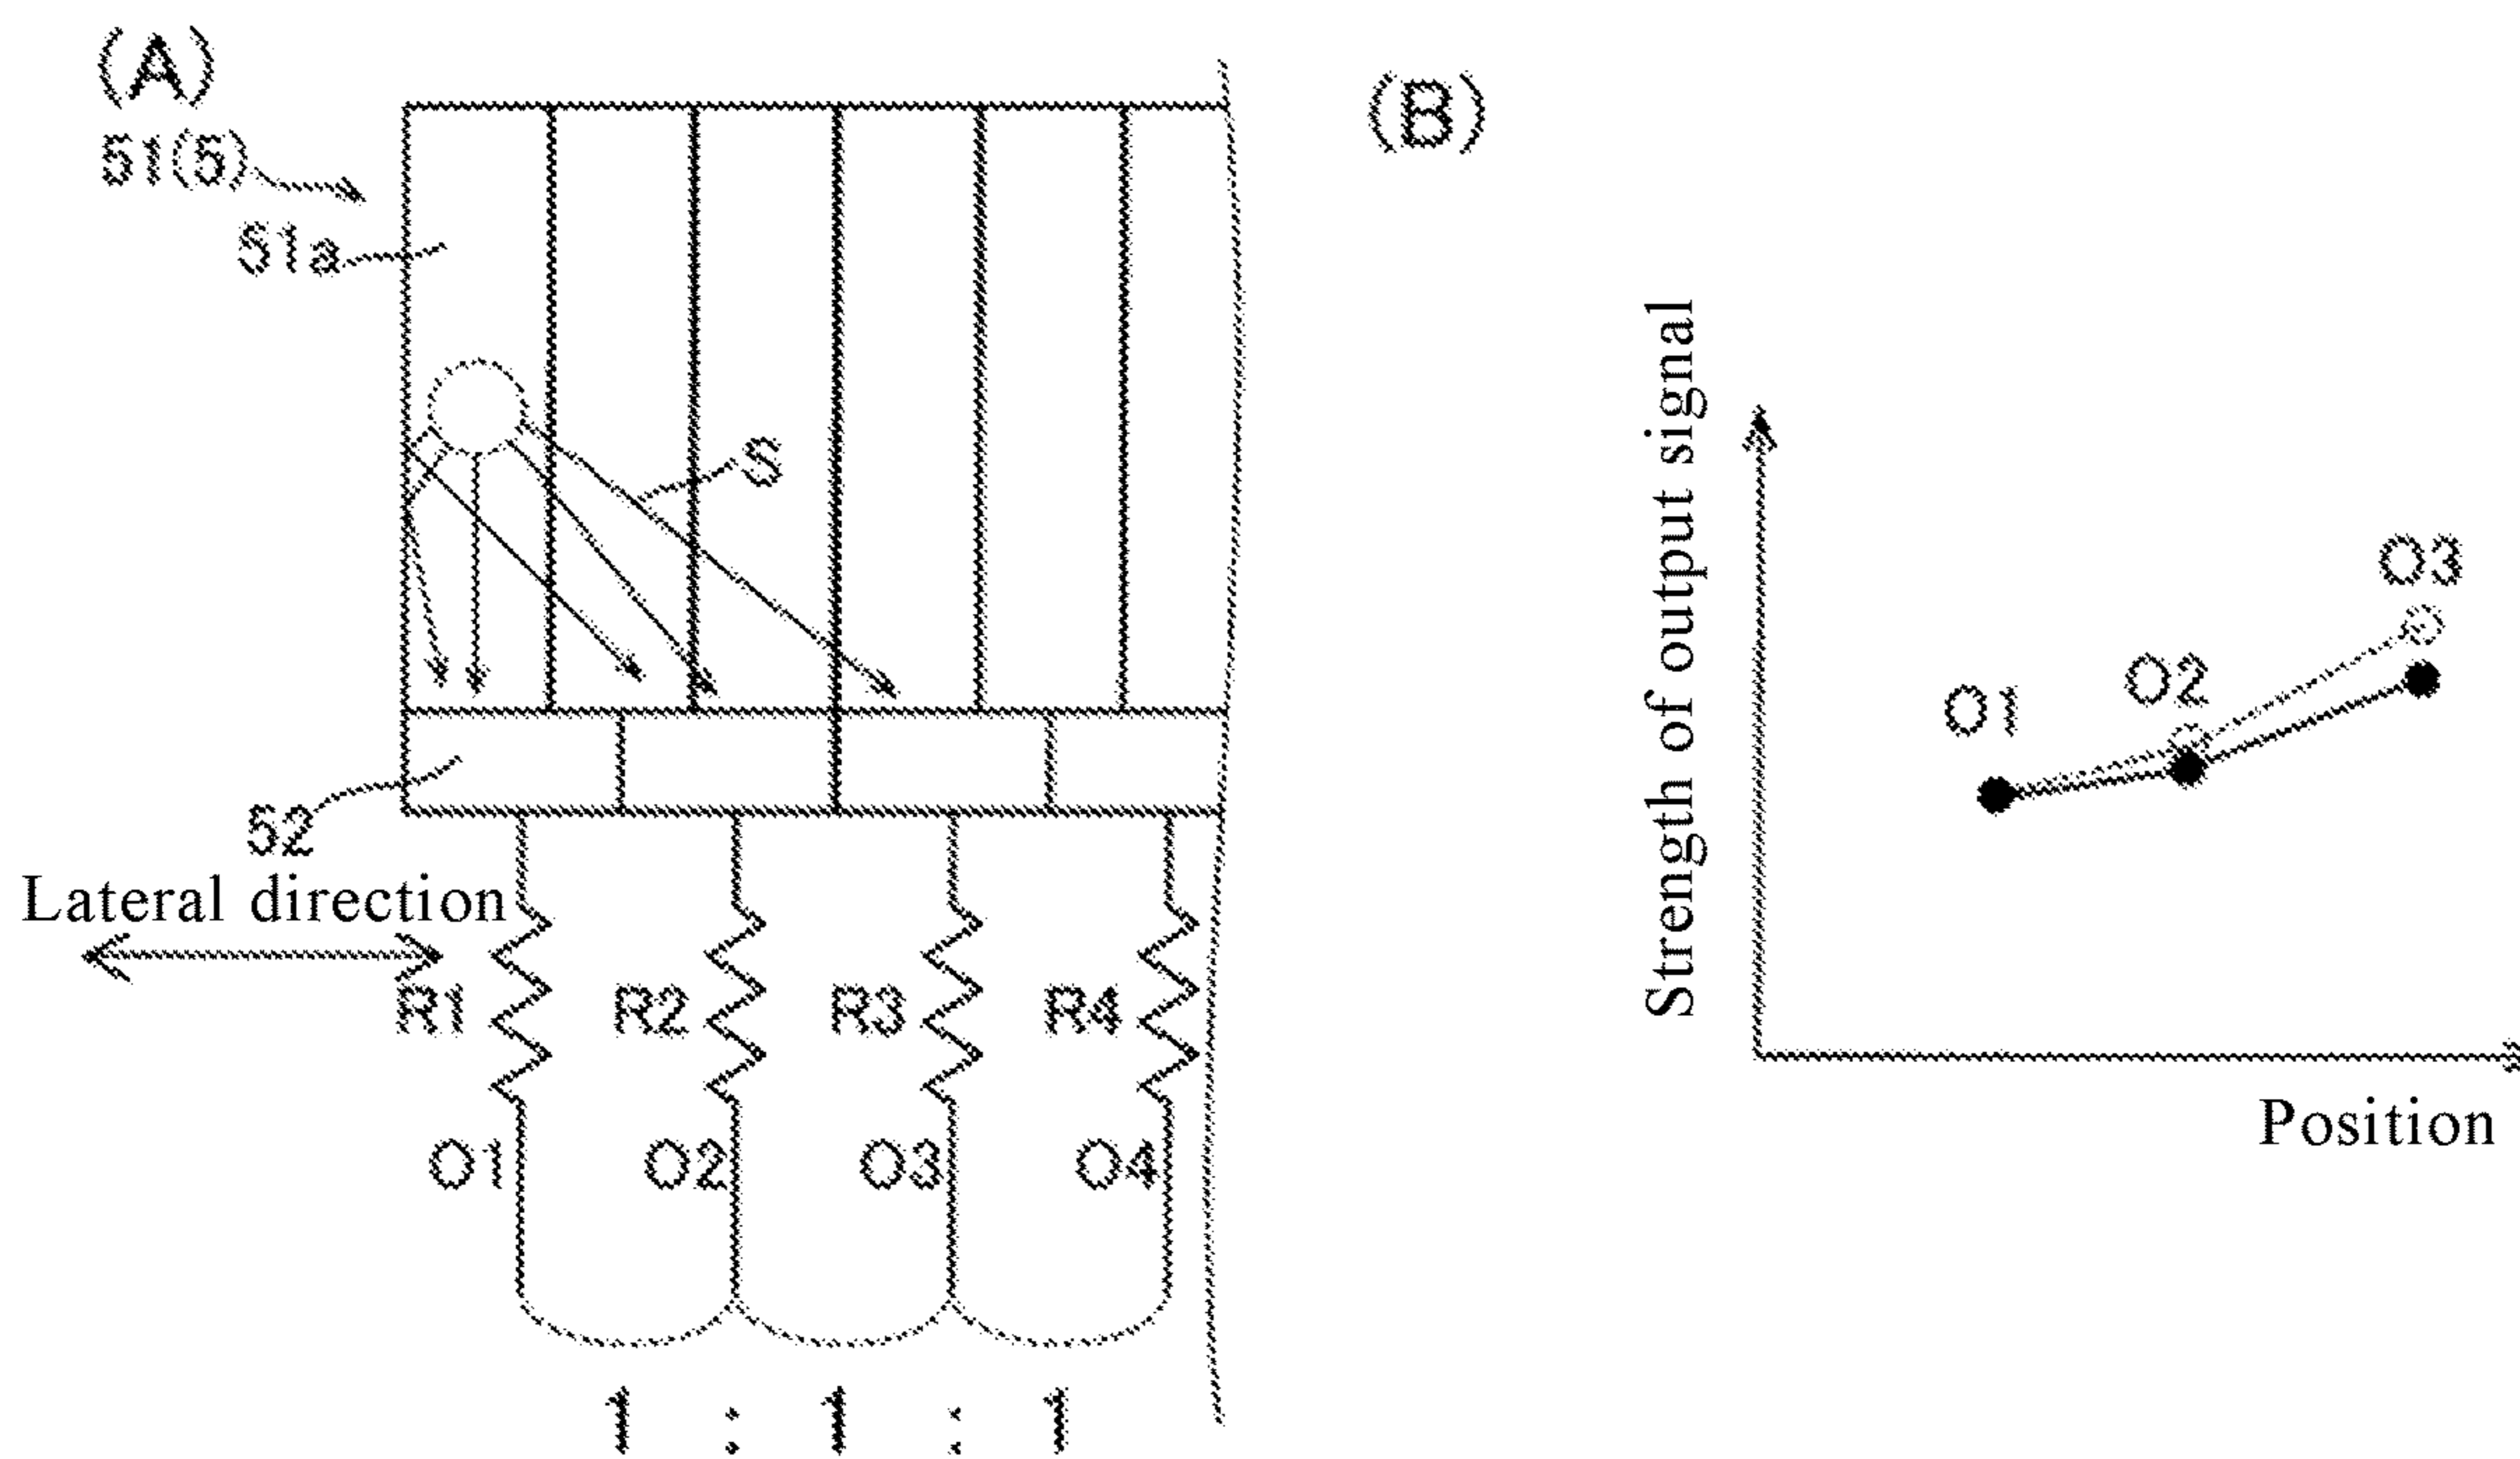 (A)
51(5)
51a
S
52
Lateral direction
R1 R2 R3 R4
O1 O2 O3 O4
1 : 1 : 1
(B)
Strength of output signal
O1
O2
O3
Position